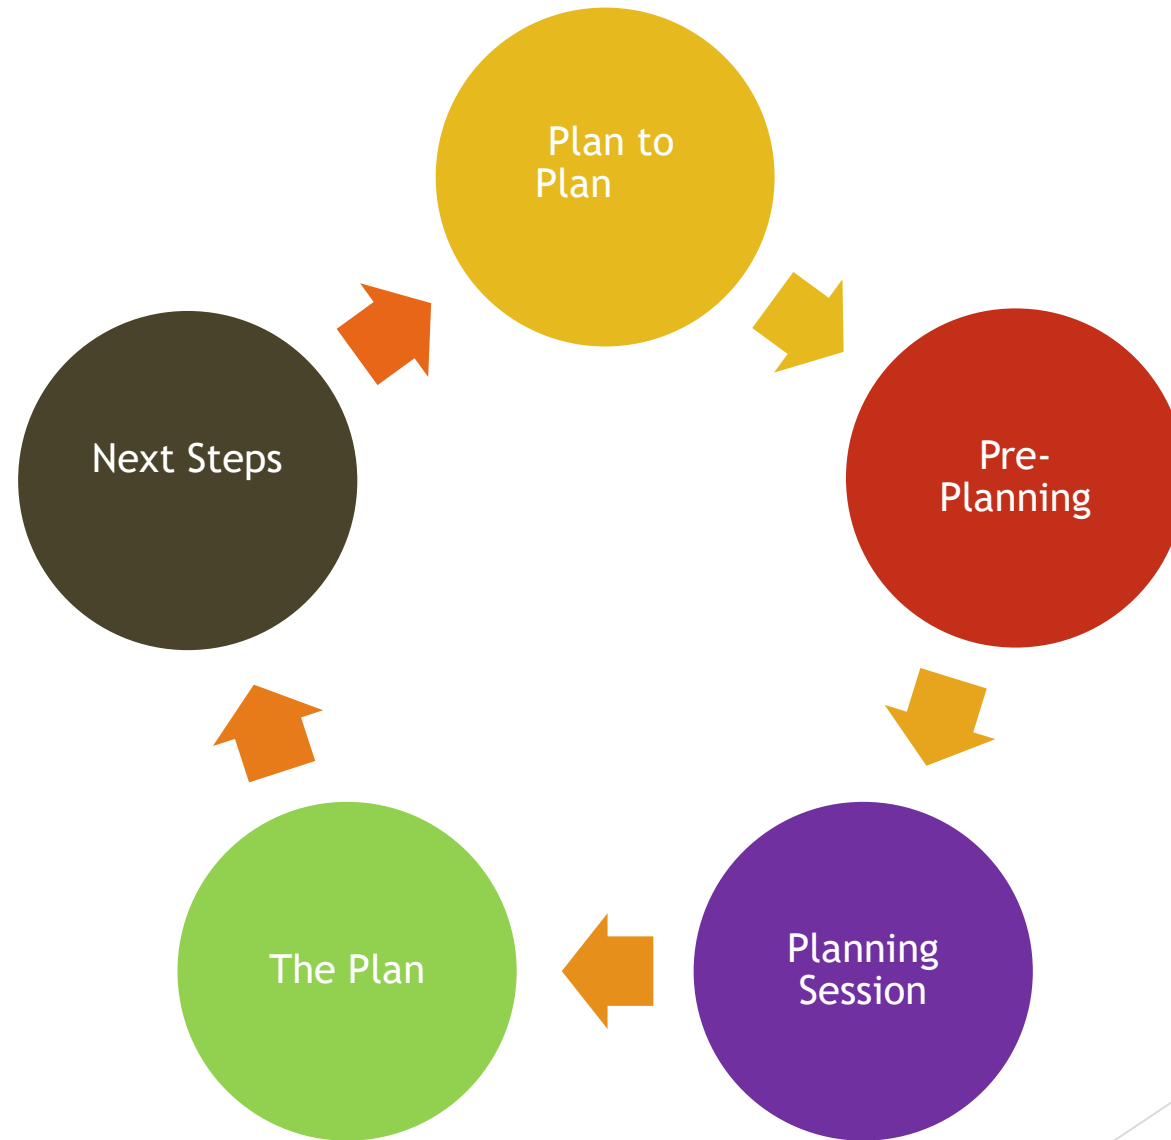 Plan to
Plan
Pre-
Planning
Planning
Session
The Plan
Next Steps